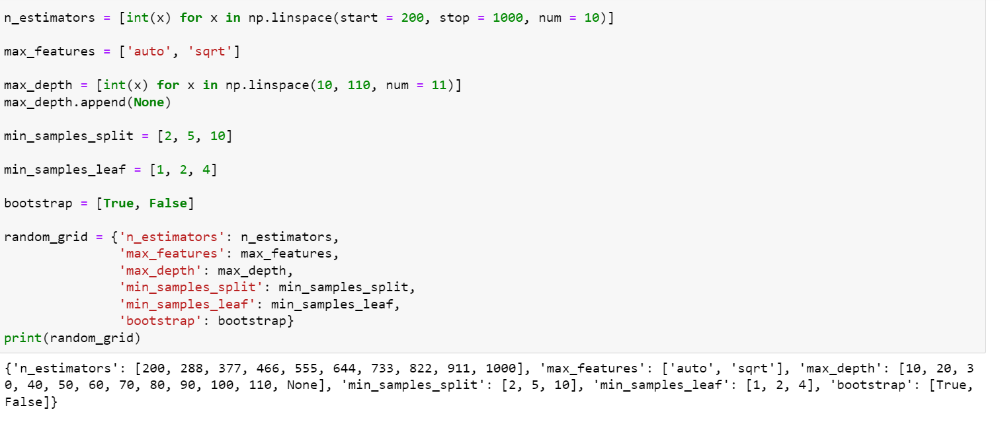 n_estimators = [int(x) for x in np.linspace(start = 200, stop = 1000, num = 10)]
max_features = ['auto', 'sqrt']
max_depth = [int(x) for x in np.linspace(10, 110, num = 11)]
max_depth.append(None)
min_samples_split = [2, 5, 10]
min_samples_leaf = [1, 2, 4]
bootstrap = [True, False]
random_grid = {'n_estimators': n_estimators,
'max_features': max_features,
'max_depth': max_depth,
'min_samples_split': min_samples_split,
'min_samples_leaf': min_samples_leaf,
'bootstrap': bootstrap}
print(random_grid)
{'n_estimators': [200, 288, 377, 466, 555, 644, 733, 822, 911, 1000], 'max_features': ['auto', 'sqrt'], 'max_depth': [10, 20, 3
0, 40, 50, 60, 70, 80, 90, 100, 110, None], 'min_samples_split': [2, 5, 10], 'min_samples_leaf': [1, 2, 4], 'bootstrap': [True,
False]}